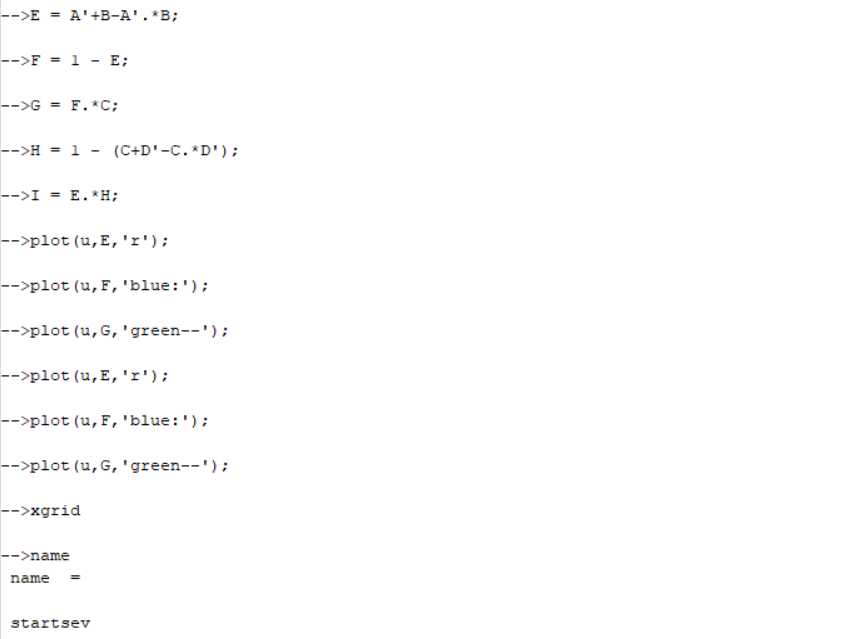 -->E = A'+B-A'.*B;
-->F = 1 - E;
-->G = F.*C;
-->H = 1 - (C+D'-C.*D');
-->I = E.*H;
-->plot(u,E,'r');
-->plot(u,F,'blue:');
-->plot(u,G,'green--');
-->plot(u,E,'r');
-->plot(u,F,'blue:');
-->plot(u,G,'green--');
-->xgrid
-->name
name =
startsev